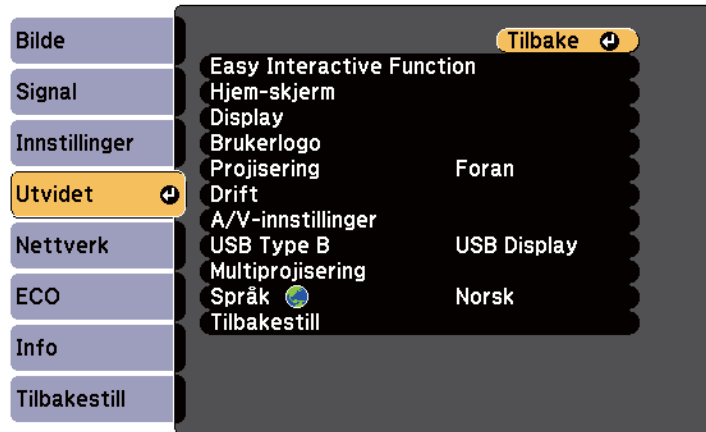 Bilde
Signal
Innstillinger
Utvidet
Nettverk
ECO
Info
Tilbakestill
Tilbake
Easy Interactive Function
Hjem-skjerm
Display
Brukerlogo
Projisering Foran
Drift
A/V-innstillinger
USB Type B USB Display
Multiprojisering
Språk Norsk
Tilbakestill